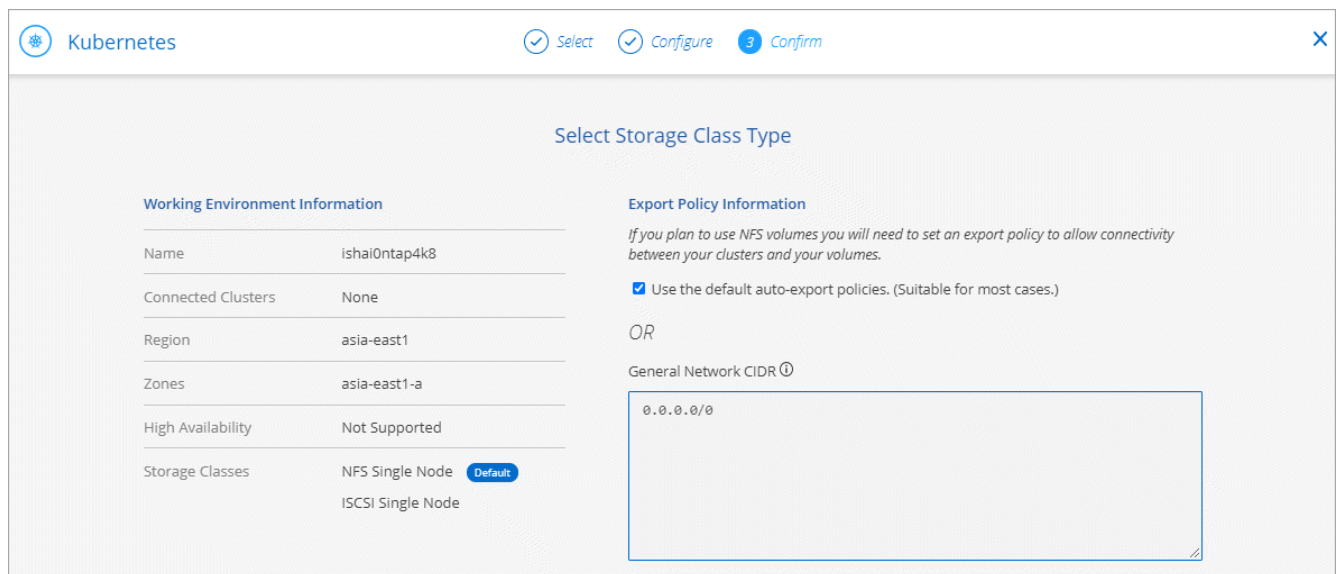 Kubernetes
Select
Configure
3 Confirm
Select Storage Class Type
Working Environment Information
Name ishai0ntap4k8
Connected Clusters None
Region asia-east1
Zones asia-east1-a
High Availability Not Supported
Storage Classes NFS Single Node Default
ISCSI Single Node
Export Policy Information
If you plan to use NFS volumes you will need to set an export policy to allow connectivity
between your clusters and your volumes.
Use the default auto-export policies. (Suitable for most cases.)
OR
General Network CIDR
0.0.0.0/0